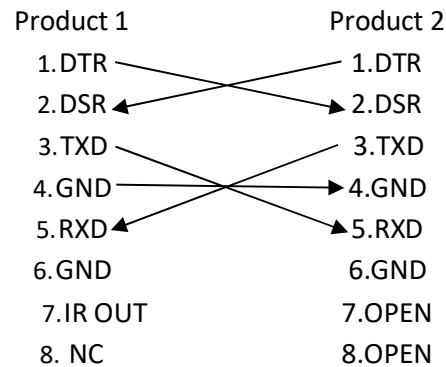 Product 1 Product 2
1.DTR 1.DTR
2.DSR 2.DSR
3.TXD 3.TXD
4.GND 4.GND
5.RXD 5.RXD
6.GND 6.GND
7.IR OUT 7.OPEN
8. NC 8.OPEN